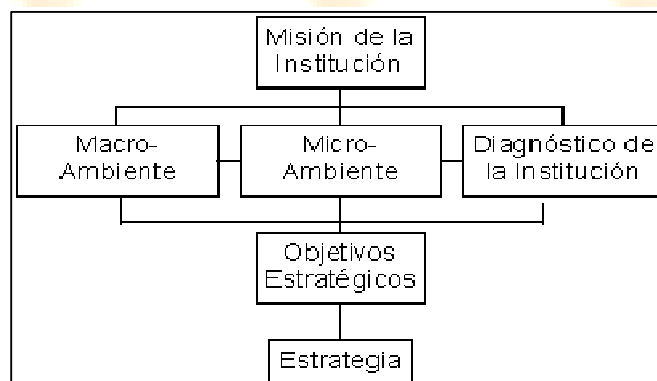 Misión de la
Institución
Macro-
Ambiente
Micro-
Ambiente
Diagnóstico de
la Institución
Objetivos
Estratégicos
Estrategia